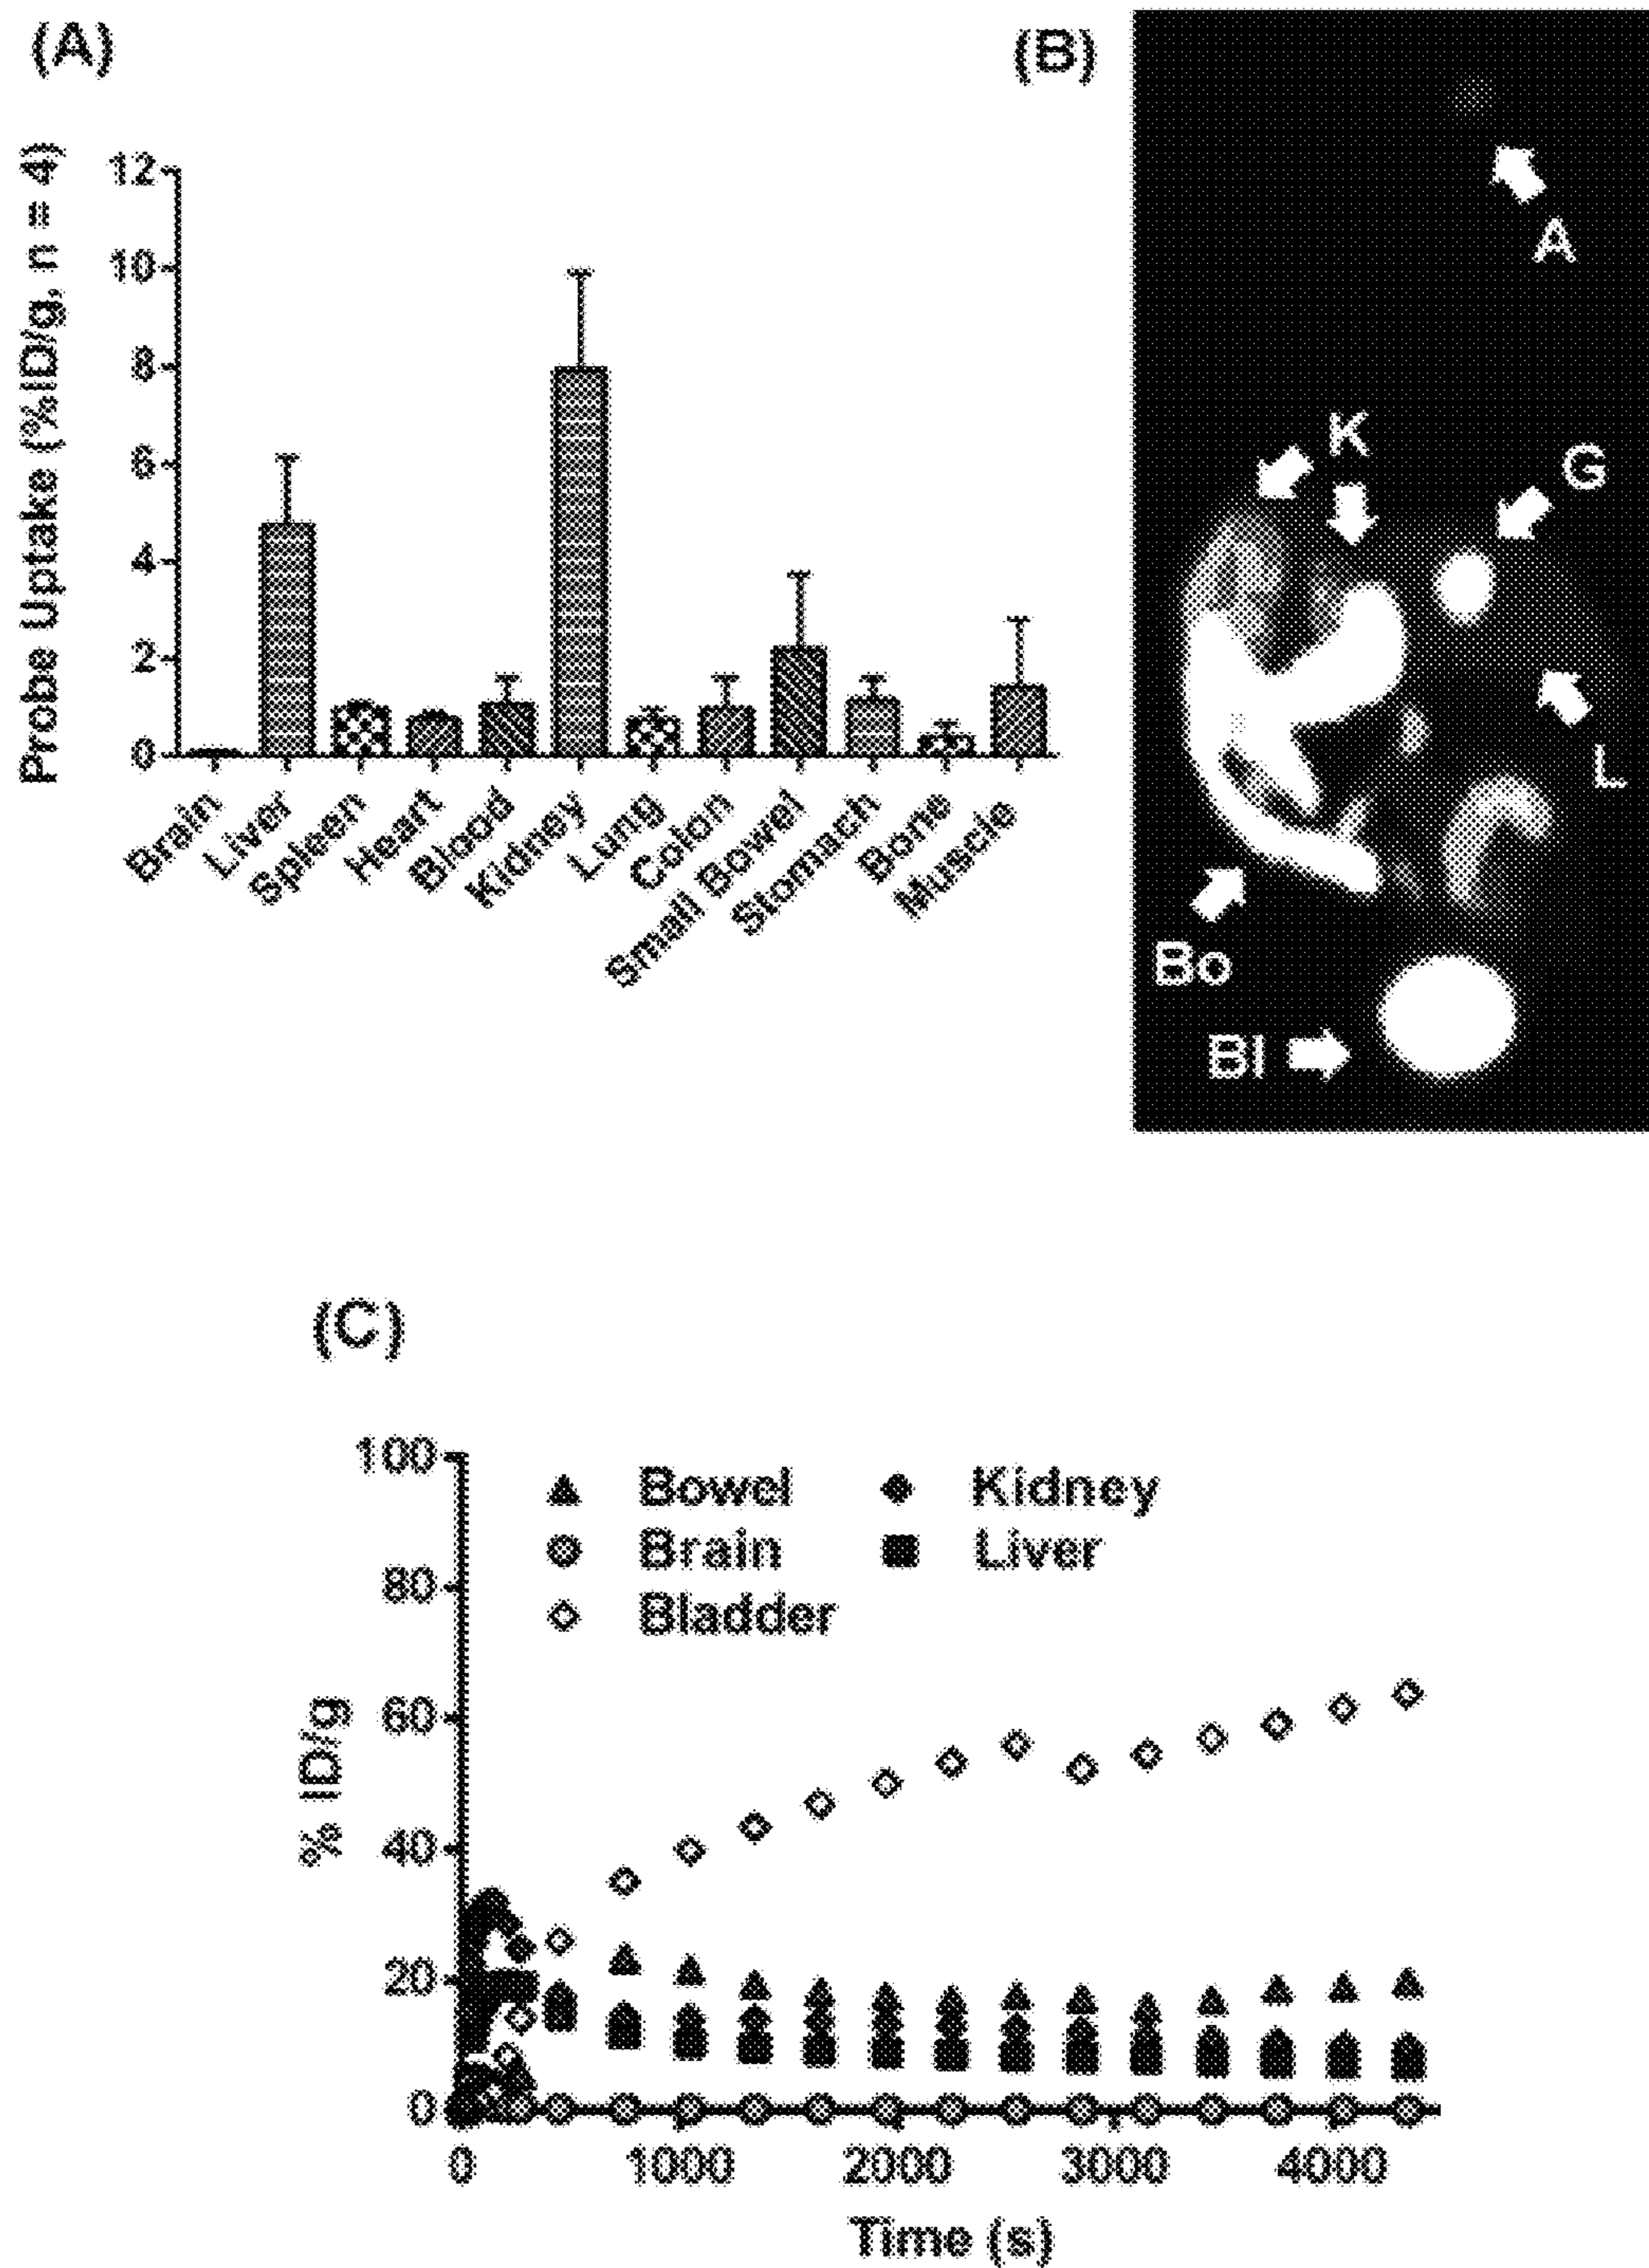 (A)
Probe Uptake (%ID/g, n = 4)
12
10
8
6
4
2
0
Brain
Liver
Spleen
Heart
Blood
Kidney
Lung
Colon
Small Bowel
Stomach
Bone
Muscle
(B)
A
K
G
L
Bo
Bl
(C)
100
80
60
40
20
0
% ID/g
Bowel
Kidney
Brain
Liver
Bladder
0 1000 2000 3000 4000
Time (s)